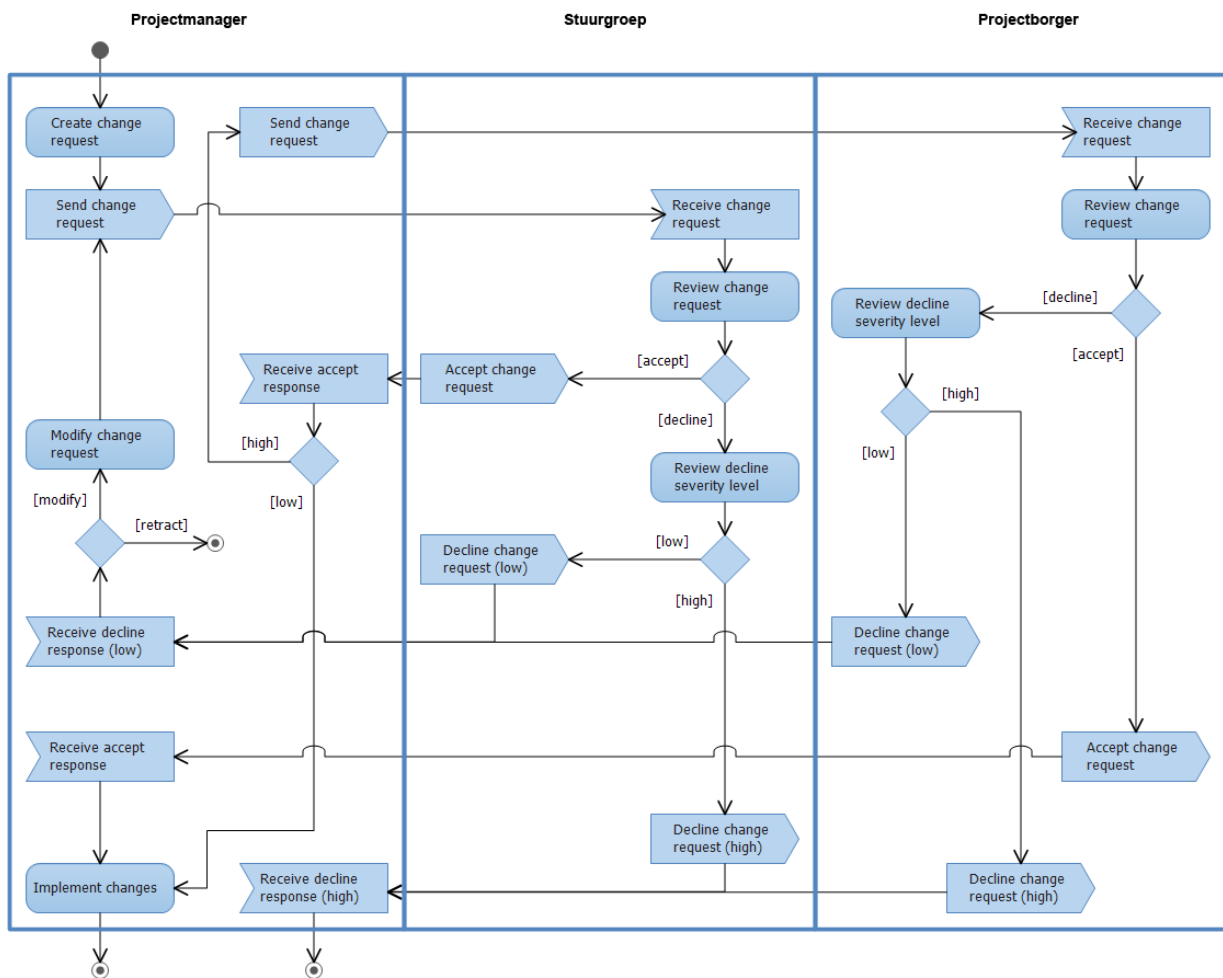 Projectmanager
Stuurgroep
Projectborger
Create change
request
Send change
request
Receive change
request
Send change
request
Receive change
request
Review change
request
Review change
request
Review decline
severity level
[decline]
[accept]
Receive accept
response
Accept change
request
[accept]
[decline]
[high]
[low]
Modify change
request
[high]
[low]
Review decline
severity level
[modify]
[retract]
Decline change
request (low)
[low]
[high]
Receive decline
response (low)
Decline change
request (low)
Receive accept
response
Accept change
request
Decline change
request (high)
Implement changes
Receive decline
response (high)
Decline change
request (high)